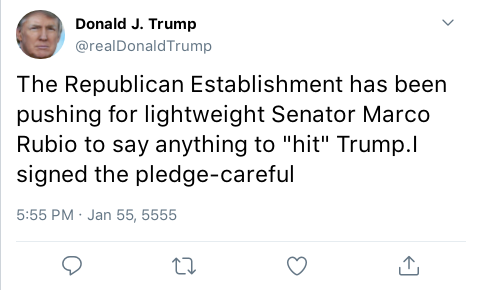 Donald J. Trump
@realDonaldTrump
The Republican Establishment has been
pushing for lightweight Senator Marco
Rubio to say anything to "hit" Trump.I
signed the pledge-careful
5:55 PM · Jan 55, 5555